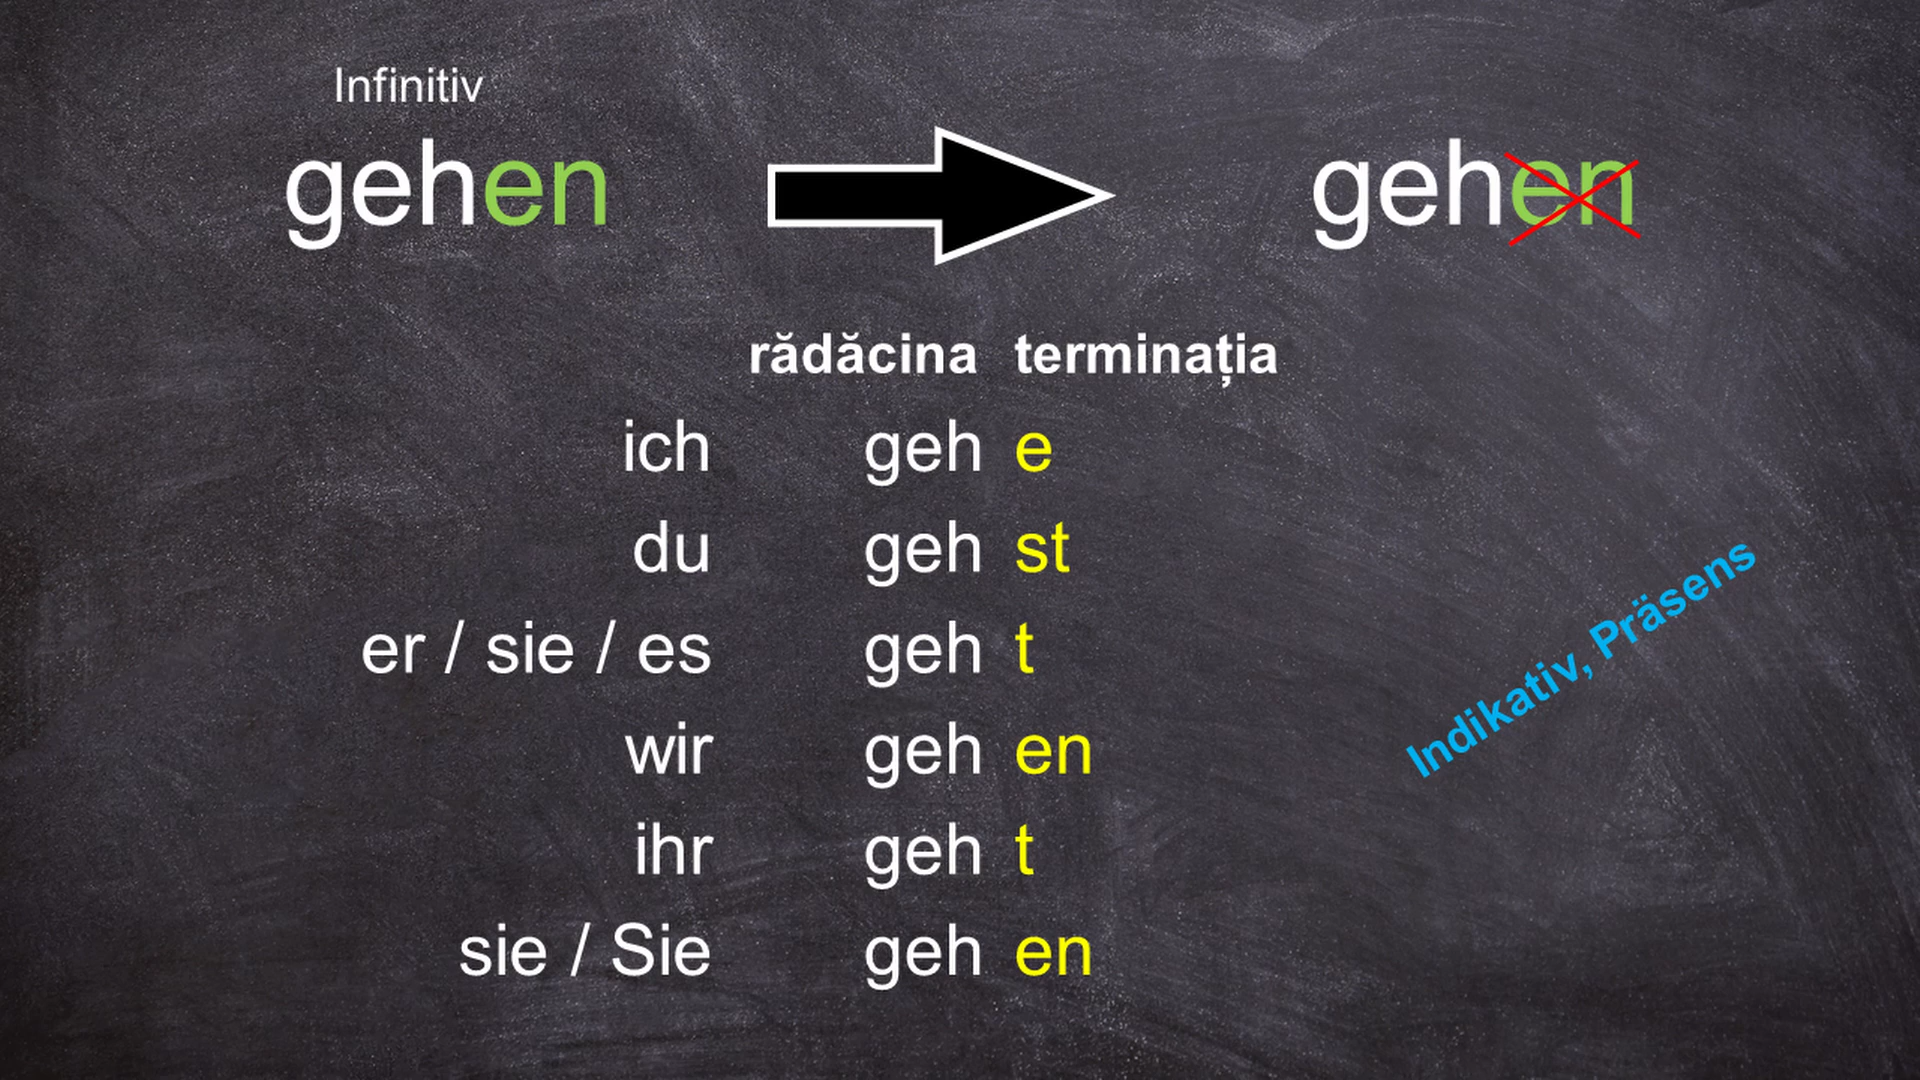 Infinitiv
gehen gehen
rădăcina terminația
ich geh e
du geh st
er / sie / es geh t
wir geh en
ihr geh t
sie / Sie geh en
Indikativ, Präsens